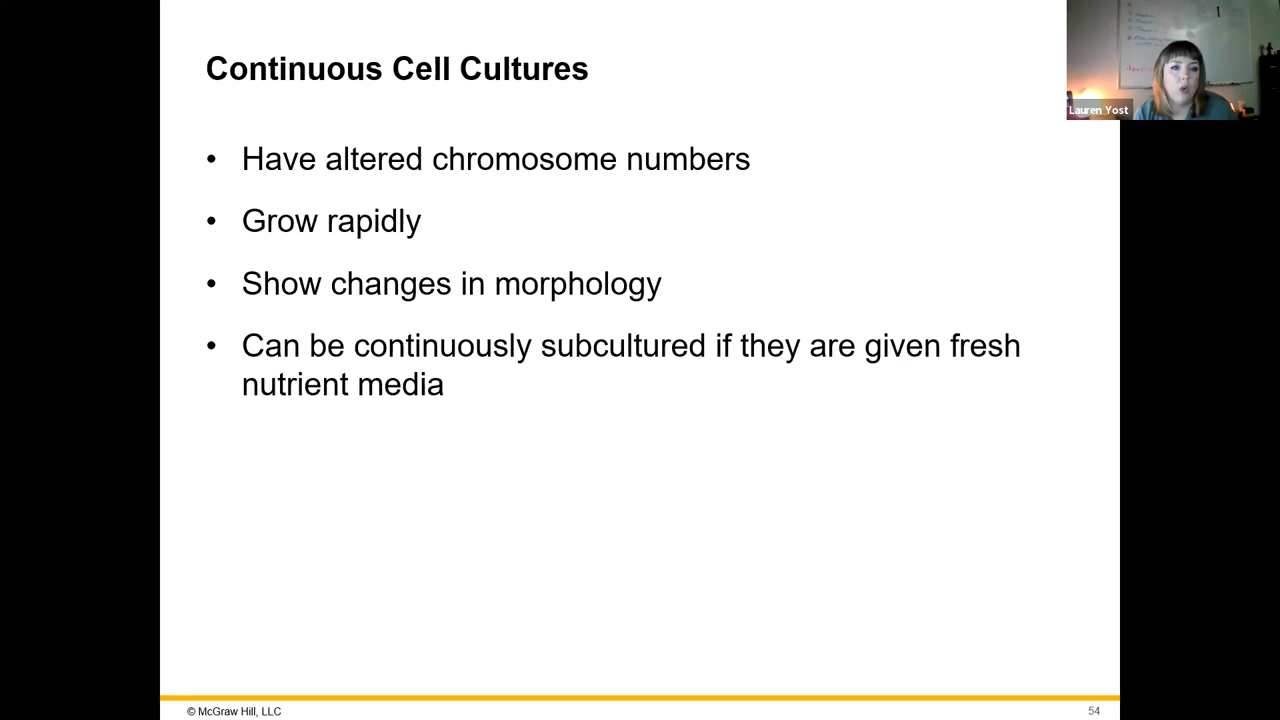 Continuous Cell Cultures
Lauren Yost
• Have altered chromosome numbers
• Grow rapidly
• Show changes in morphology
• Can be continuously subcultured if they are given fresh
nutrient media
© McGraw Hill, LLC
54